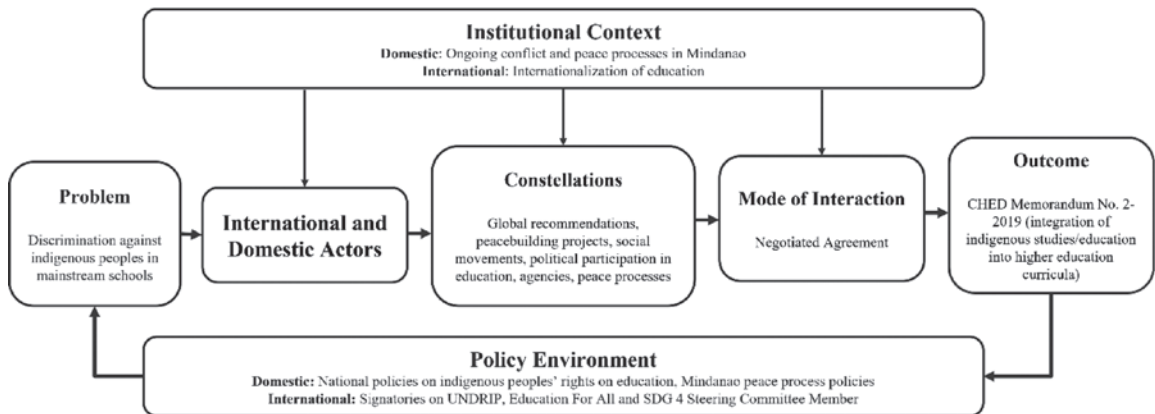 Institutional Context
Domestic: Ongoing conflict and peace processes in Mindanao
International: Internationalization of education
Problem
Discrimination against
indigenous peoples in
mainstream schools
International and
Domestic Actors
Constellations
Global recommendations,
peacebuilding projects, social
movements, political participation in
education, agencies, peace processes
Mode of Interaction
Negotiated Agreement
Outcome
CHED Memorandum No. 2-
2019 (integration of
indigenous studies/education
into higher education
curricula)
Policy Environment
Domestic: National policies on indigenous peoples' rights on education, Mindanao peace process policies
International: Signatories on UNDRIP, Education For All and SDG 4 Steering Committee Member